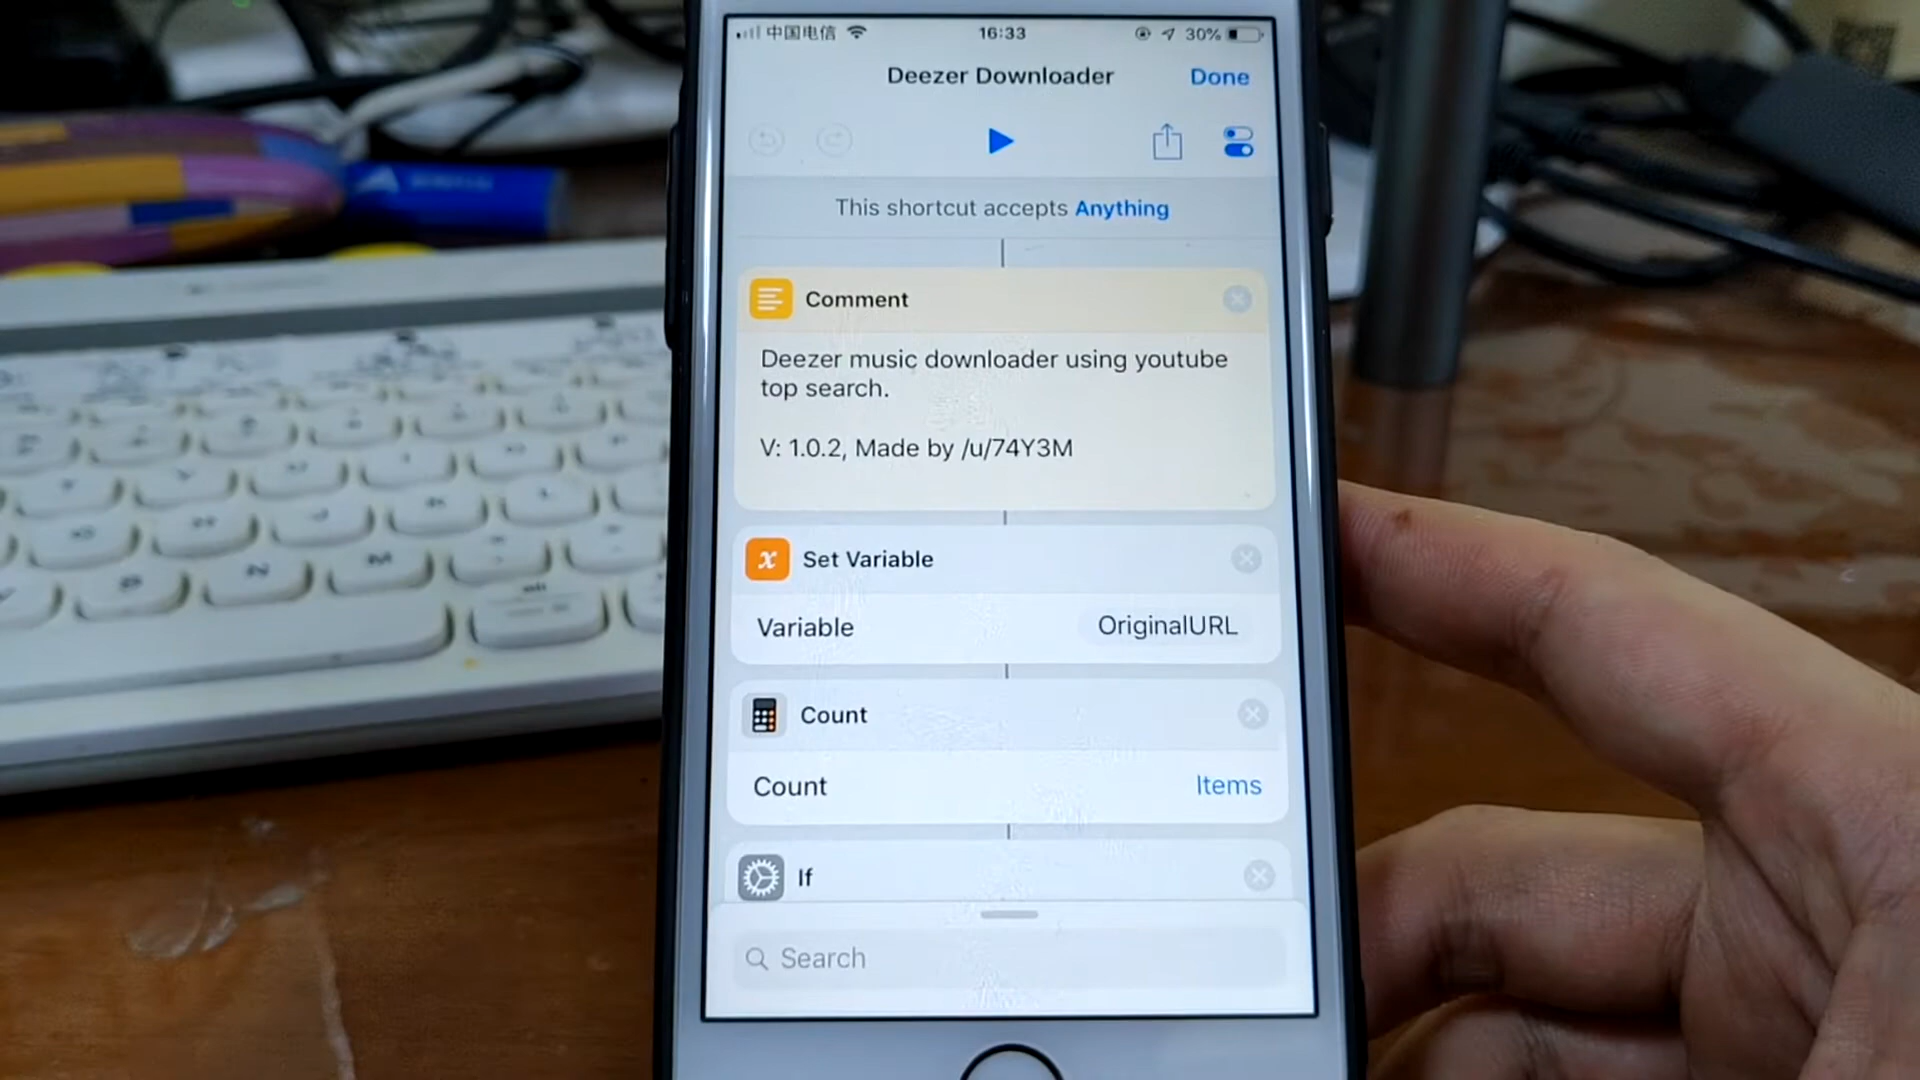 中国电信
16:33
30%
Deezer Downloader
Done
This shortcut accepts Anything
Comment
Deezer music downloader using youtube
top search.
V: 1.0.2, Made by /u/74Y3M
Set Variable
Variable
OriginalURL
Count
Count
Items
If
Search